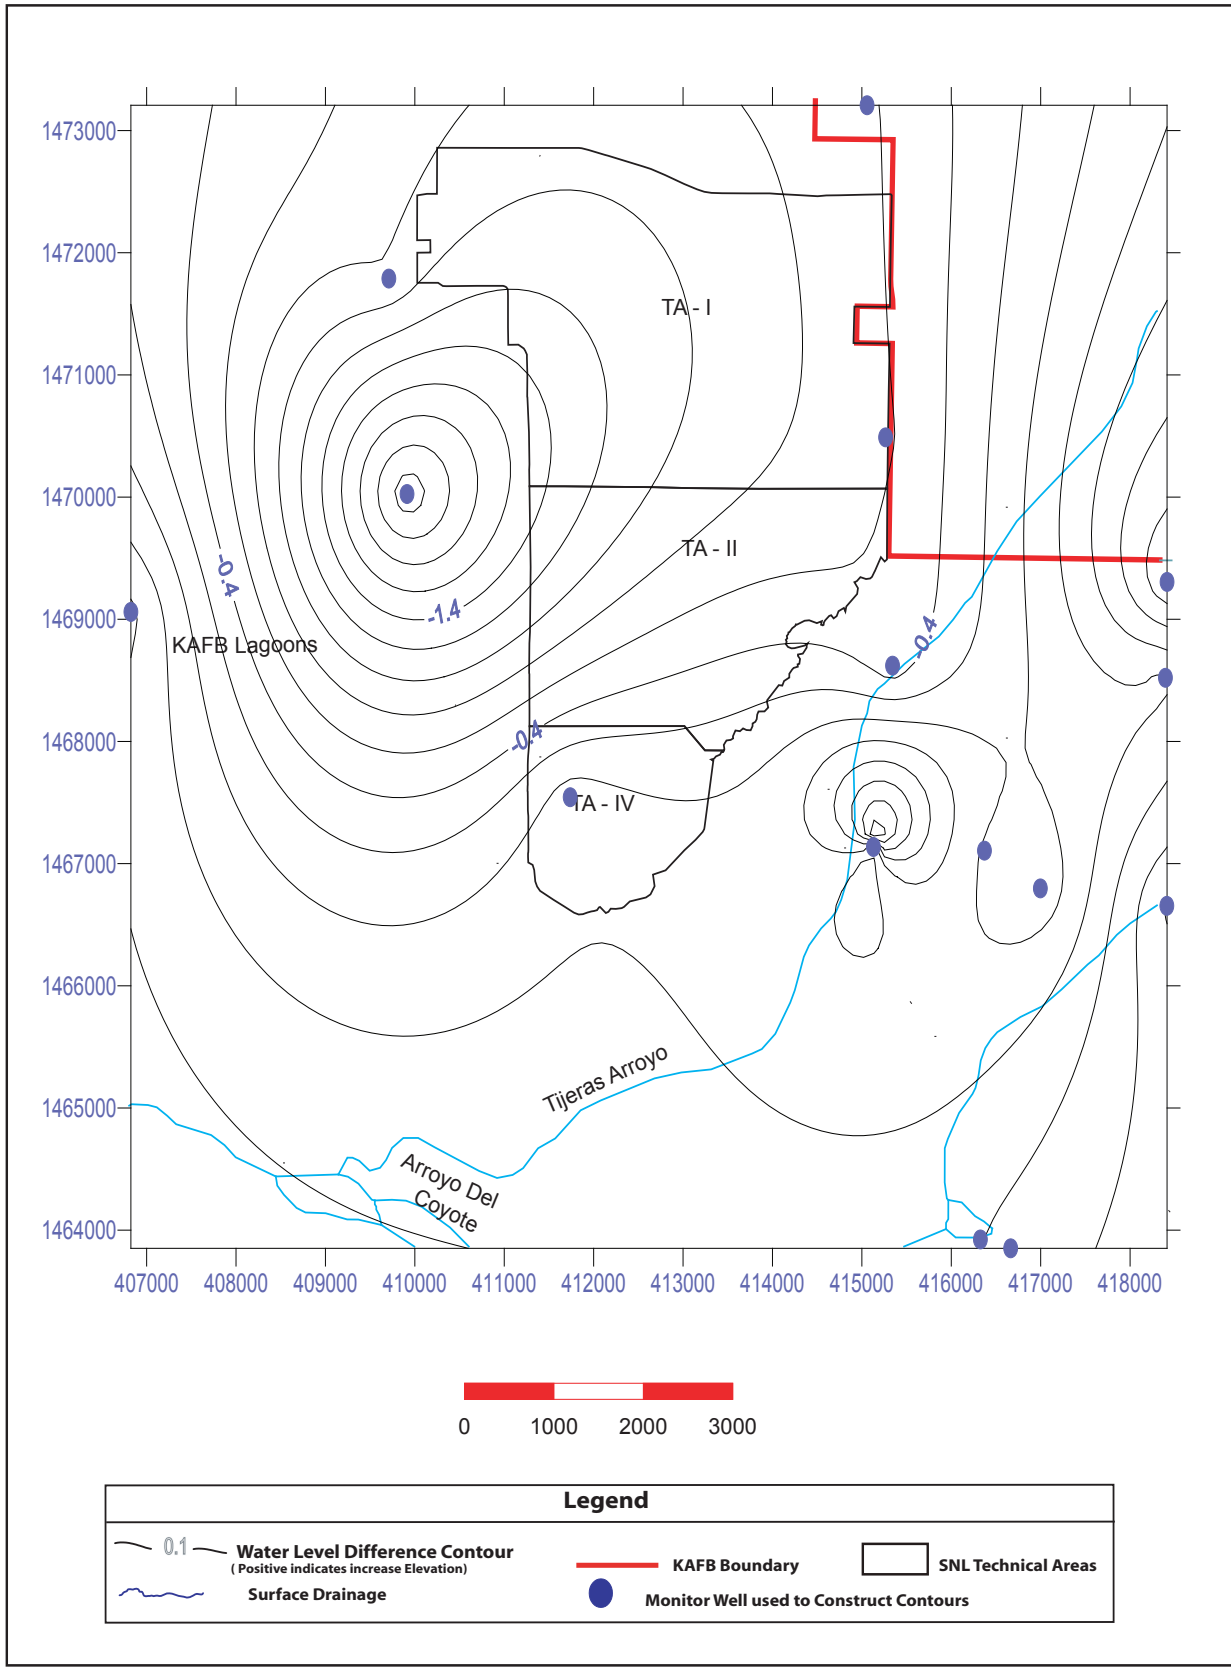 1473000
1472000
1471000
1470000
1469000
1468000
1467000
1466000
1465000
1464000
TA - I
TA - II
-0.4
-1.4
-0.4
KAFB Lagoons
-0.4
TA - IV
Tijeras Arroyo
Arroyo Del
Coyote
407000 408000 409000 410000 411000 412000 413000 414000 415000 416000 417000 418000
0 1000 2000 3000
Legend
0.1 Water Level Difference Contour
( Positive indicates increase Elevation)
KAFB Boundary
SNL Technical Areas
Surface Drainage
Monitor Well used to Construct Contours